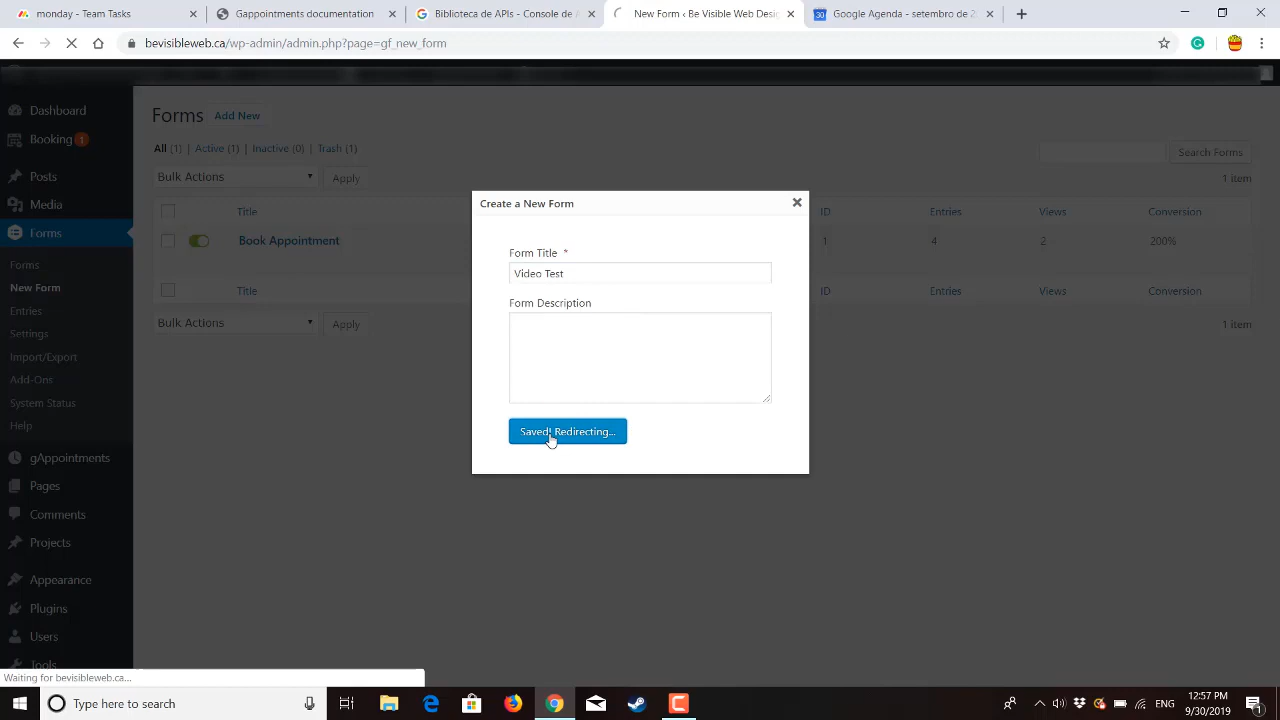 monday - Team Tasks
Gappointments documentation
Biblioteca de APIs - Console de A
New Form ‹ Be Visible Web Desig
Google Agenda - setembro de 20
bevisibleweb.ca/wp-admin/admin.php?page=gf_new_form
Dashboard
Booking 1
Posts
Media
Forms
Forms
New Form
Entries
Settings
Import/Export
Add-Ons
System Status
Help
gAppointments
Pages
Comments
Projects
Appearance
Plugins
Users
Tools
Forms Add New
All (1) | Active (1) | Inactive (0) | Trash (1)
Search Forms
Bulk Actions Apply
1 item
Title ID Entries Views Conversion
Book Appointment 1 4 2 200%
Title ID Entries Views Conversion
Bulk Actions Apply
1 item
Create a New Form
Form Title *
Video Test
Form Description
Saved! Redirecting...
Waiting for bevisibleweb.ca...
Type here to search
ENG
12:57 PM
9/30/2019
1